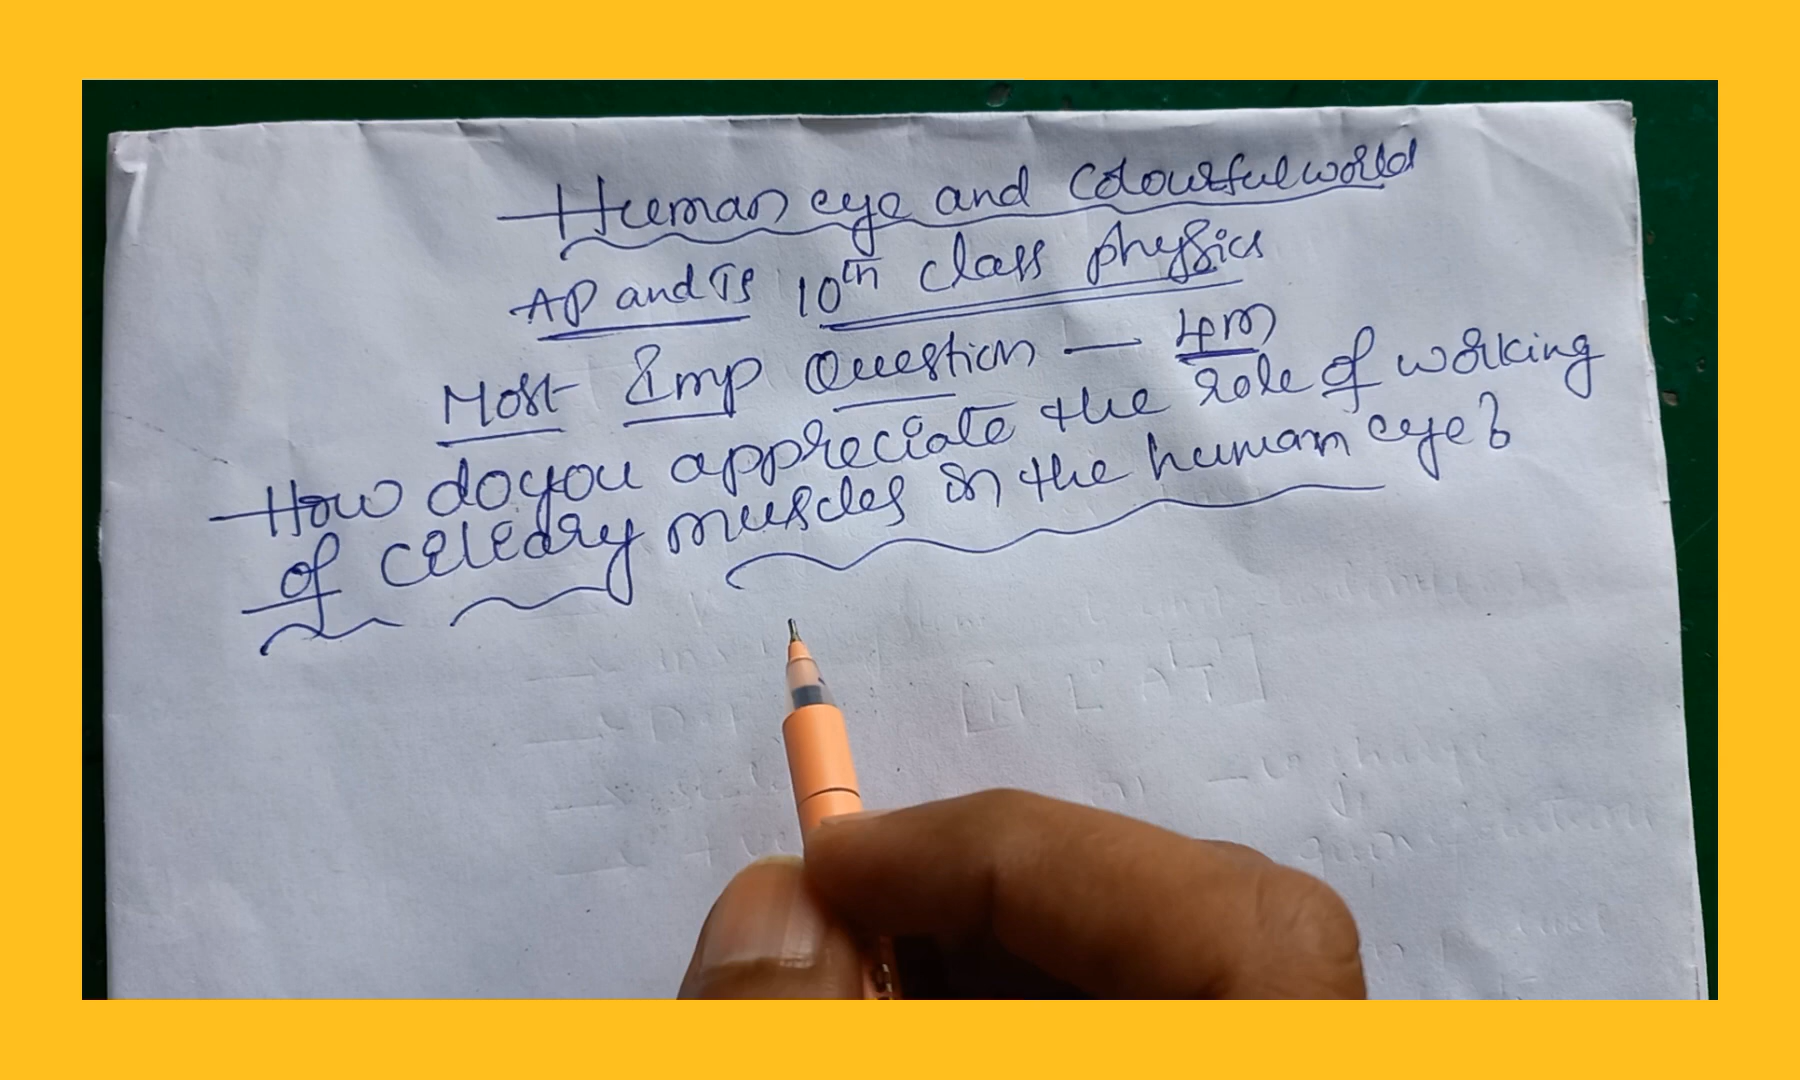 Human eye and Colourful world
AP and TS 10th class physics
Most Imp Question — 4m
How do you appreciate the role of working
of ciliary muscles in the human eye?
[M L A T]